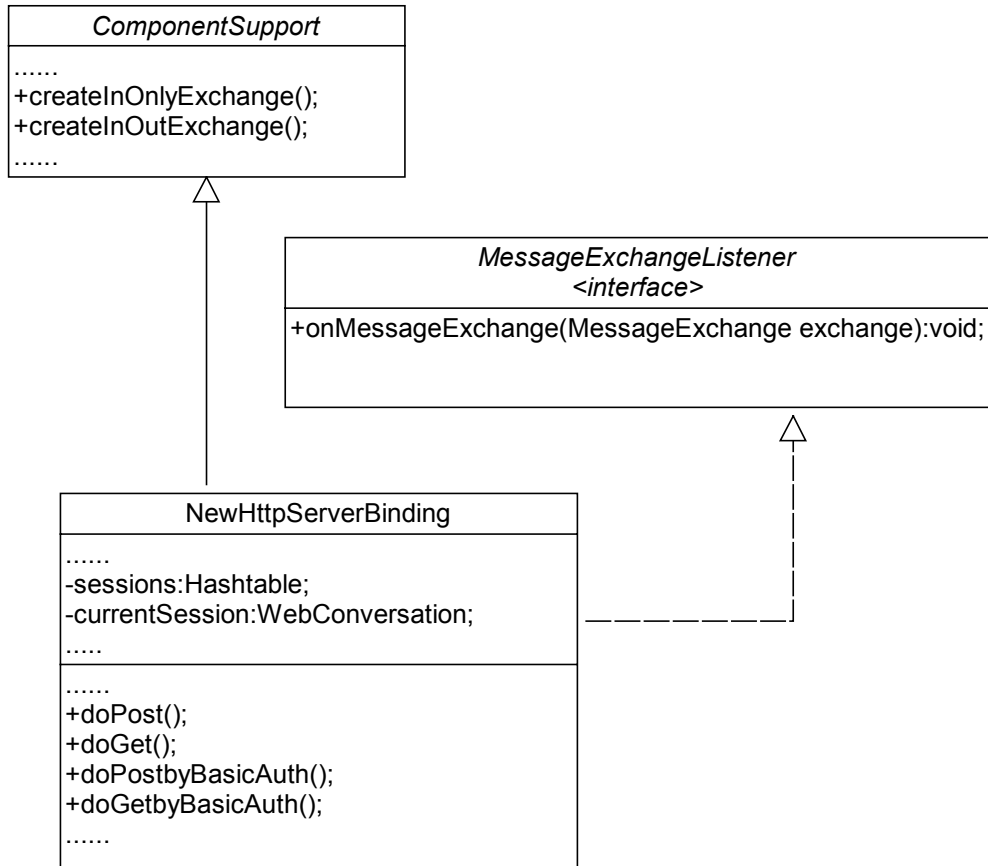 ComponentSupport
......
+createInOnlyExchange();
+createInOutExchange();
......
MessageExchangeListener
<interface>
+onMessageExchange(MessageExchange exchange):void;
NewHttpServerBinding
......
-sessions:Hashtable;
-currentSession:WebConversation;
.....
......
+doPost();
+doGet();
+doPostbyBasicAuth();
+doGetbyBasicAuth();
......